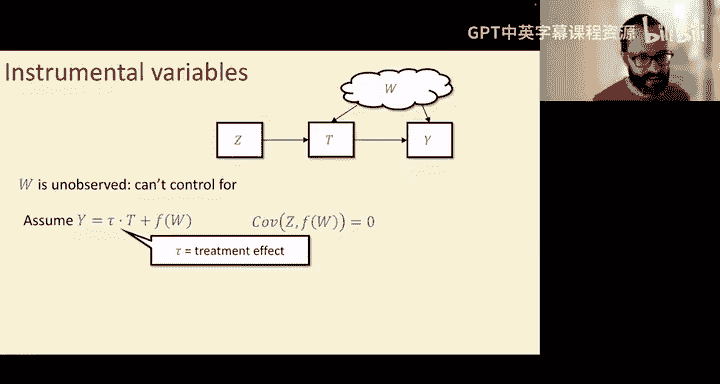 GPT中英字幕课程资源 bilibili
Instrumental variables
W
Z
T
Y
W is unobserved: can't control for
Assume Y = τ · T + f(W)
Cov(Z, f(W)) = 0
τ = treatment effect